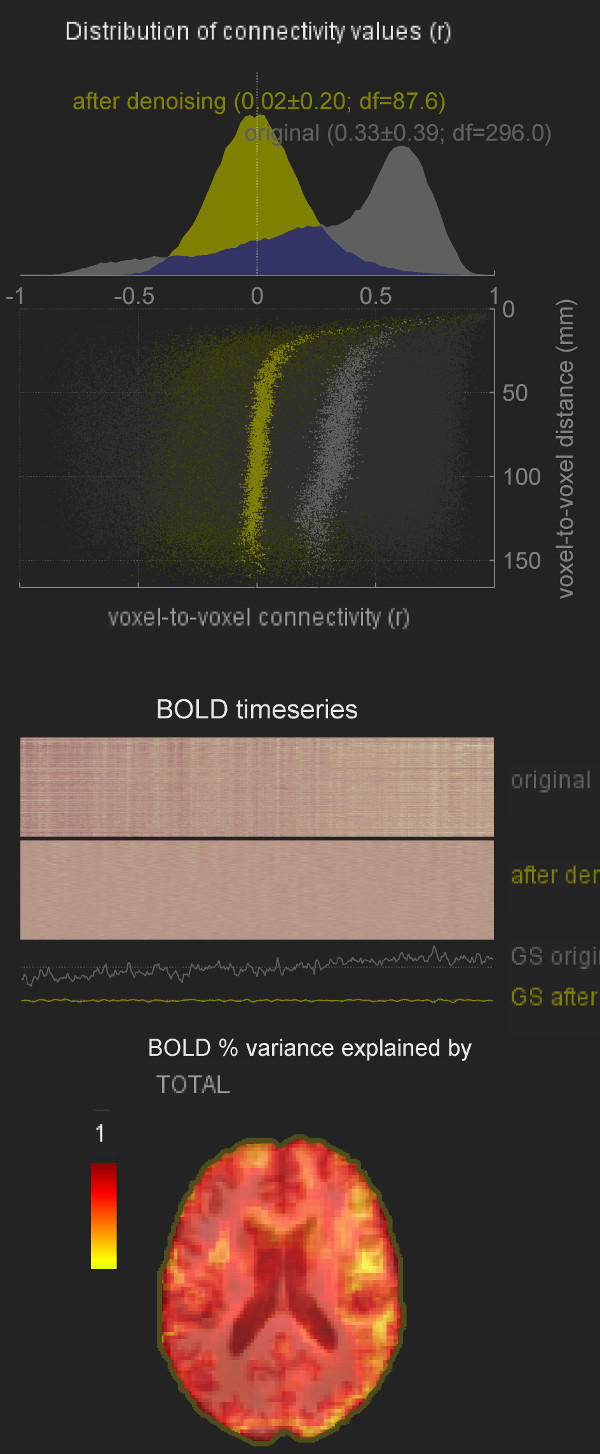 Distribution of connectivity values (r)
after denoising (0.02±0.20; df=87.6)
original (0.33±0.39; df=296.0)
-1 -0.5 0 0.5 1
0
50
100
150
voxel-to-voxel distance (mm)
voxel-to-voxel connectivity (r)
BOLD timeseries
original
after den
GS origi
GS after
BOLD % variance explained by
TOTAL
1